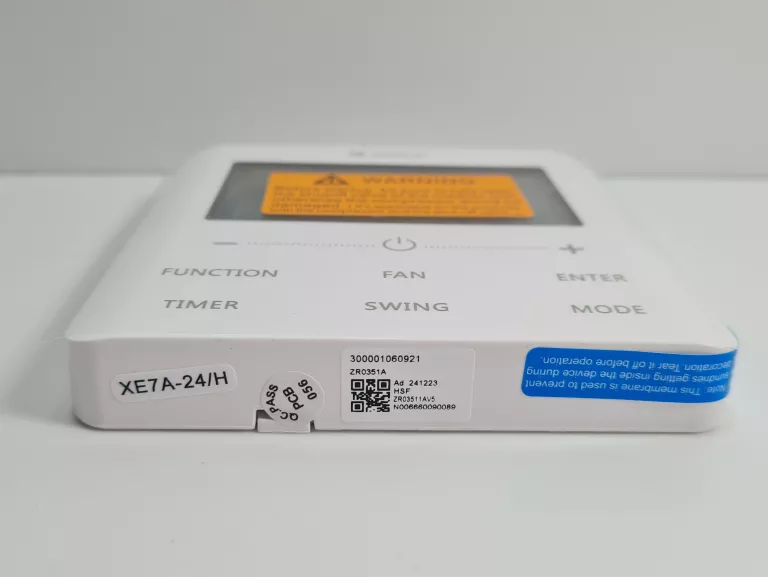 WARNING
FUNCTION FAN ENTER
TIMER SWING MODE
XE7A-24/H
QC.PASS
PCB
056
300001060921
ZR0351A
Ad 241223
HSF
ZR03511AV5
N006660090089
Note: This membrane is used to prevent
sundries getting inside the device during
decoration. Tear it off before operation.